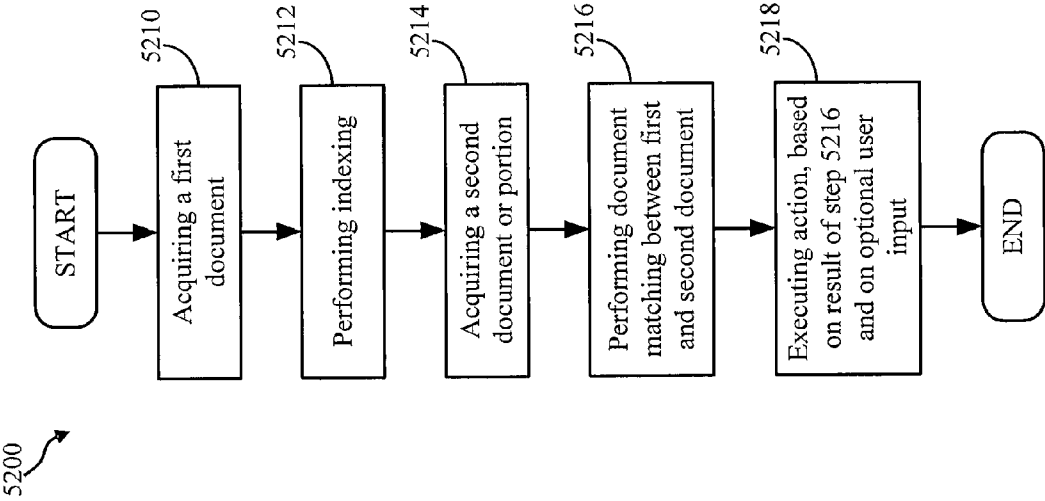 5200
START
5210
Acquiring a first
document
5212
Performing indexing
5214
Acquiring a second
document or portion
5216
Performing document
matching between first
and second document
5218
Executing action, based
on result of step 5216
and on optional user
input
END